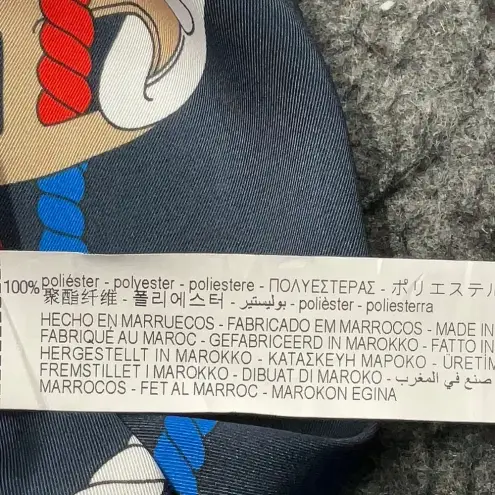 100% poliéster - polyester - poliestere - ΠΟΛΥΕΣΤΕΡΑΣ - ポリエステル
聚酯纤维 - 폴리에스터 - بوليستير - polièster - poliesterra
HECHO EN MARRUECOS - FABRICADO EM MARROCOS - MADE IN
FABRIQUÉ AU MAROC - GEFABRICEERD IN MAROKKO - FATTO IN
HERGESTELLT IN MAROKKO - ΚΑΤΑΣΚΕΥΗ ΜΑΡΟΚΟ - ÜRETİM
FREMSTILLET I MAROKKO - DIBUAT DI MAROKO - صنع في المغرب -
MARROCOS - FET AL MARROC - MAROKON EGINA